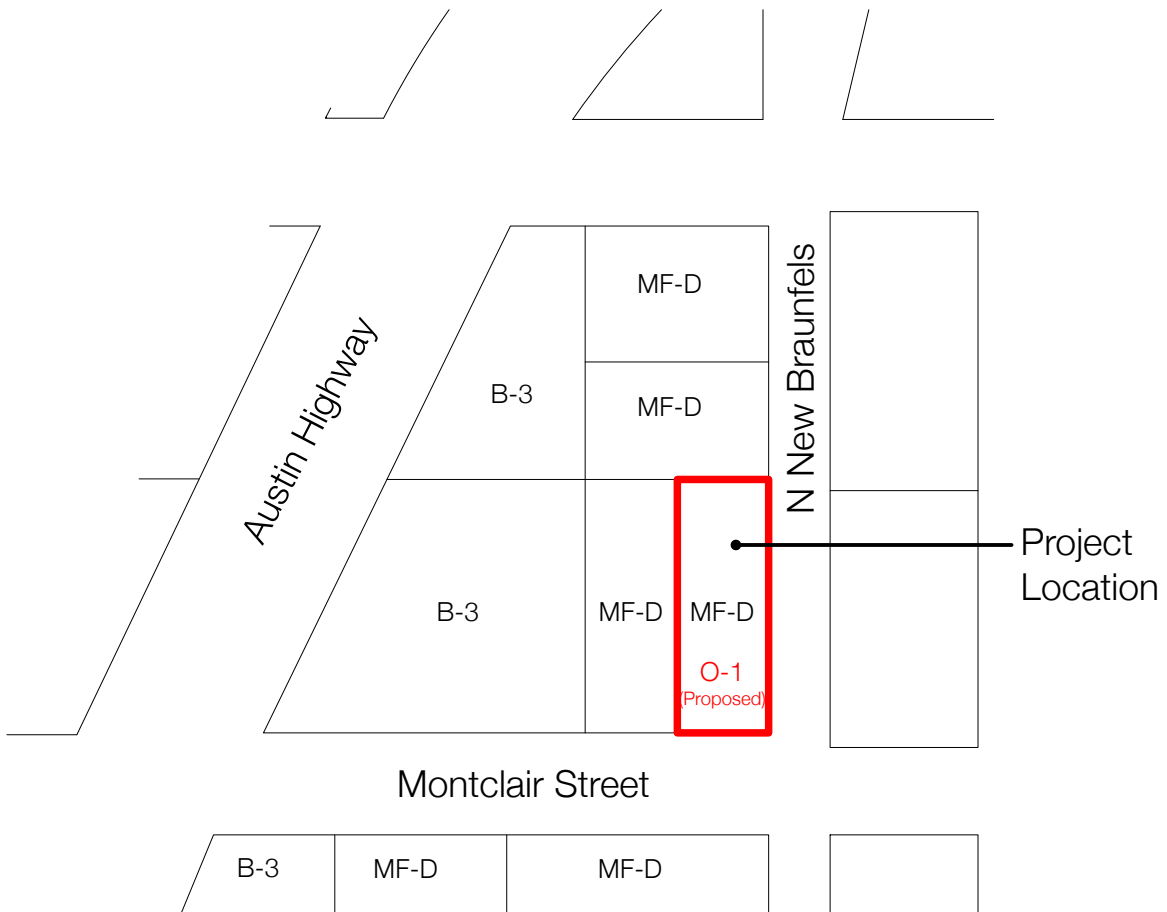 MF-D
N New Braunfels
Austin Highway
B-3
MF-D
Project
Location
B-3
MF-D
MF-D
O-1
(Proposed)
Montclair Street
B-3
MF-D
MF-D